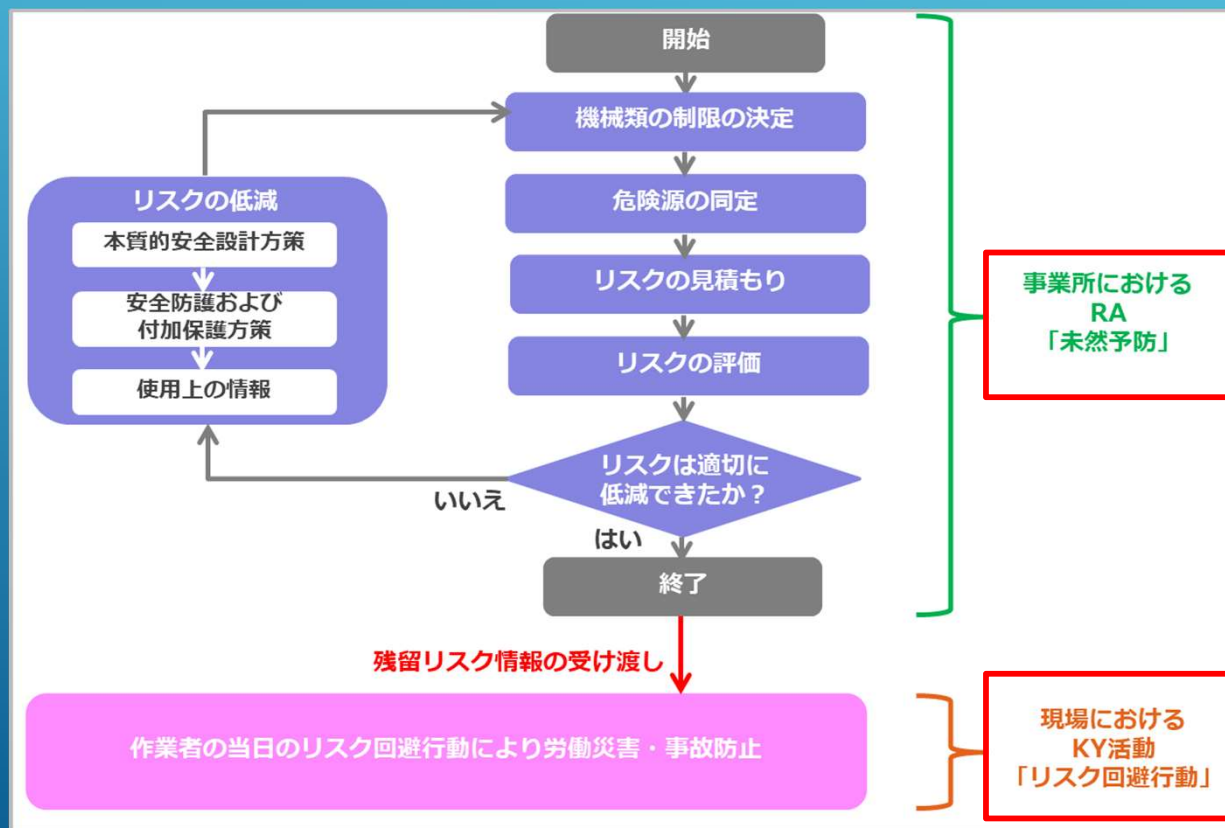 開始
機械類の制限の決定
危険源の同定
リスクの見積もり
リスクの評価
リスクは適切に
低減できたか？
いいえ
はい
終了
リスクの低減
本質的安全設計方策
安全防護および
付加保護方策
使用上の情報
事業所における
RA
「未然予防」
残留リスク情報の受け渡し
作業者の当日のリスク回避行動により労働災害・事故防止
現場における
KY活動
「リスク回避行動」